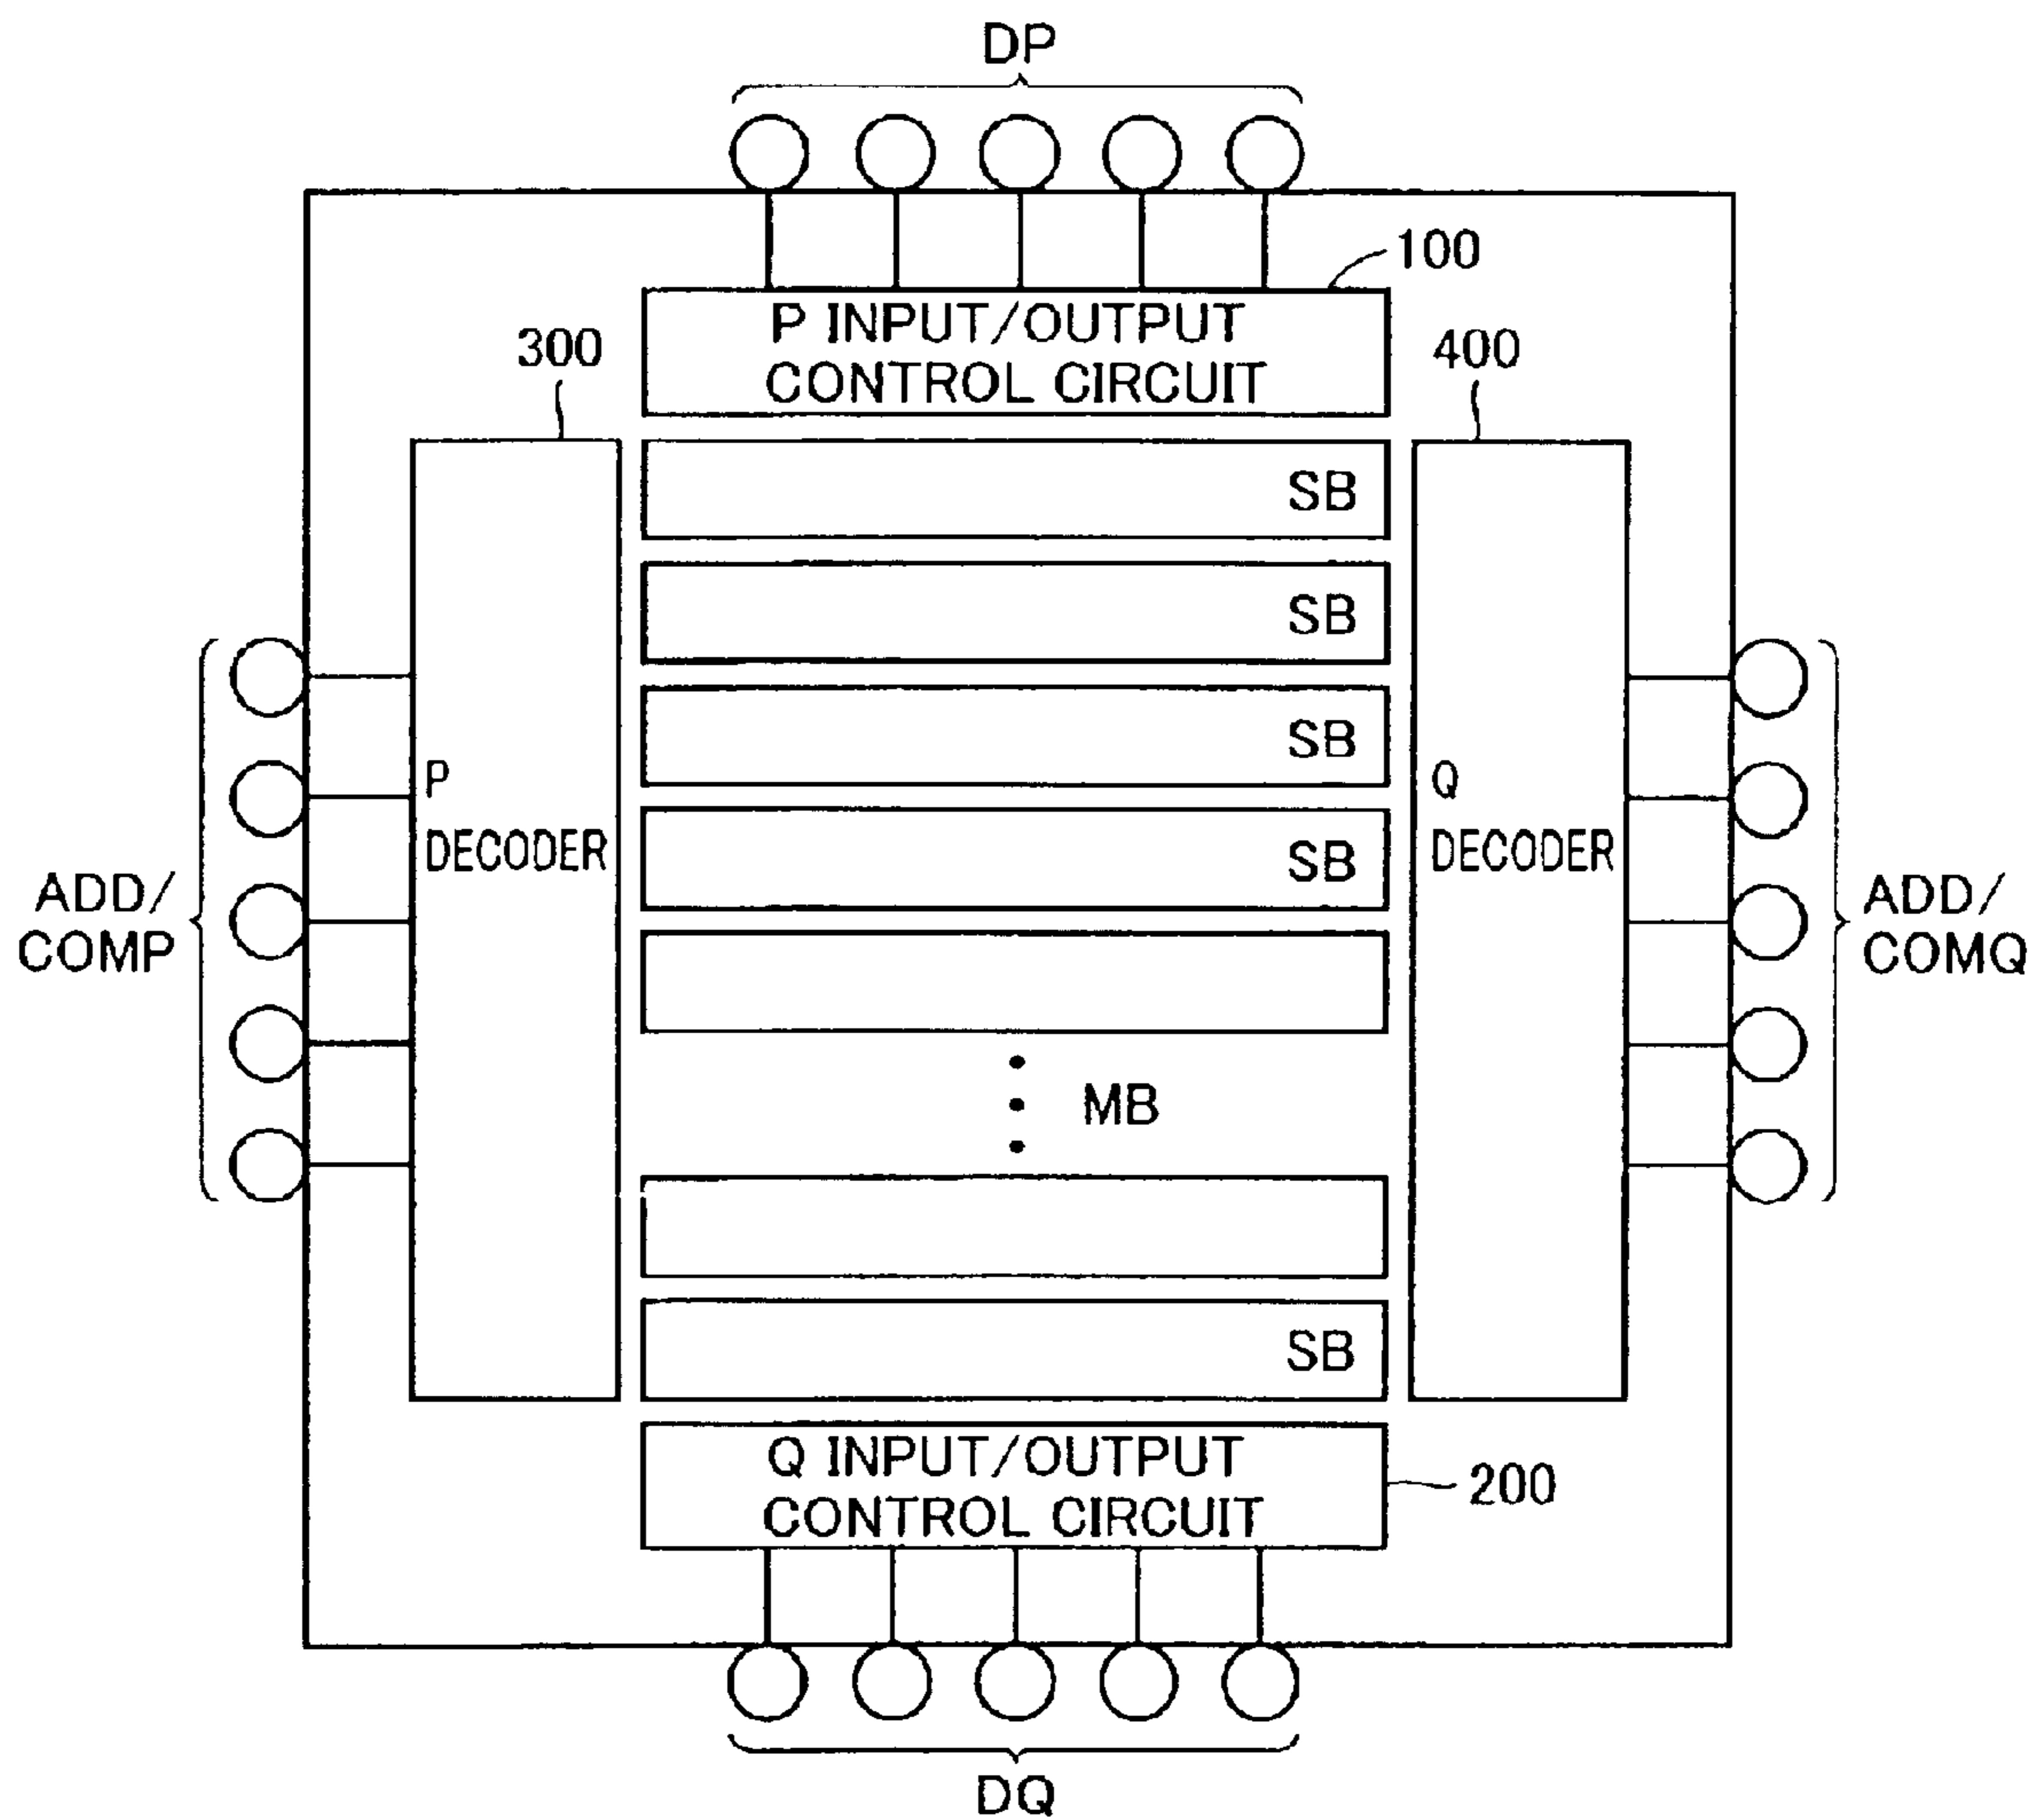 DP
100
P INPUT/OUTPUT
CONTROL CIRCUIT
300
400
SB
SB
SB
P
DECODER
SB
Q
DECODER
ADD/
COMP
ADD/
COMQ
MB
SB
Q INPUT/OUTPUT
CONTROL CIRCUIT
200
DQ